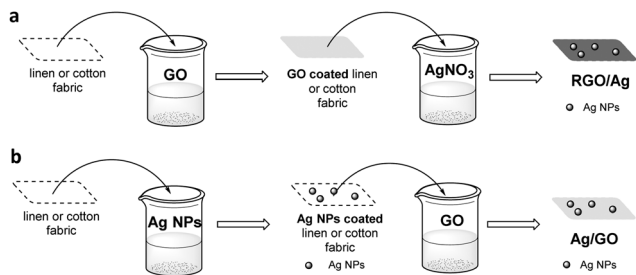 a
linen or cotton
fabric
GO
GO coated linen
or cotton
fabric
AgNO3
RGO/Ag
Ag NPs
b
linen or cotton
fabric
Ag NPs
Ag NPs coated
linen or cotton
fabric
Ag NPs
GO
Ag/GO
Ag NPs